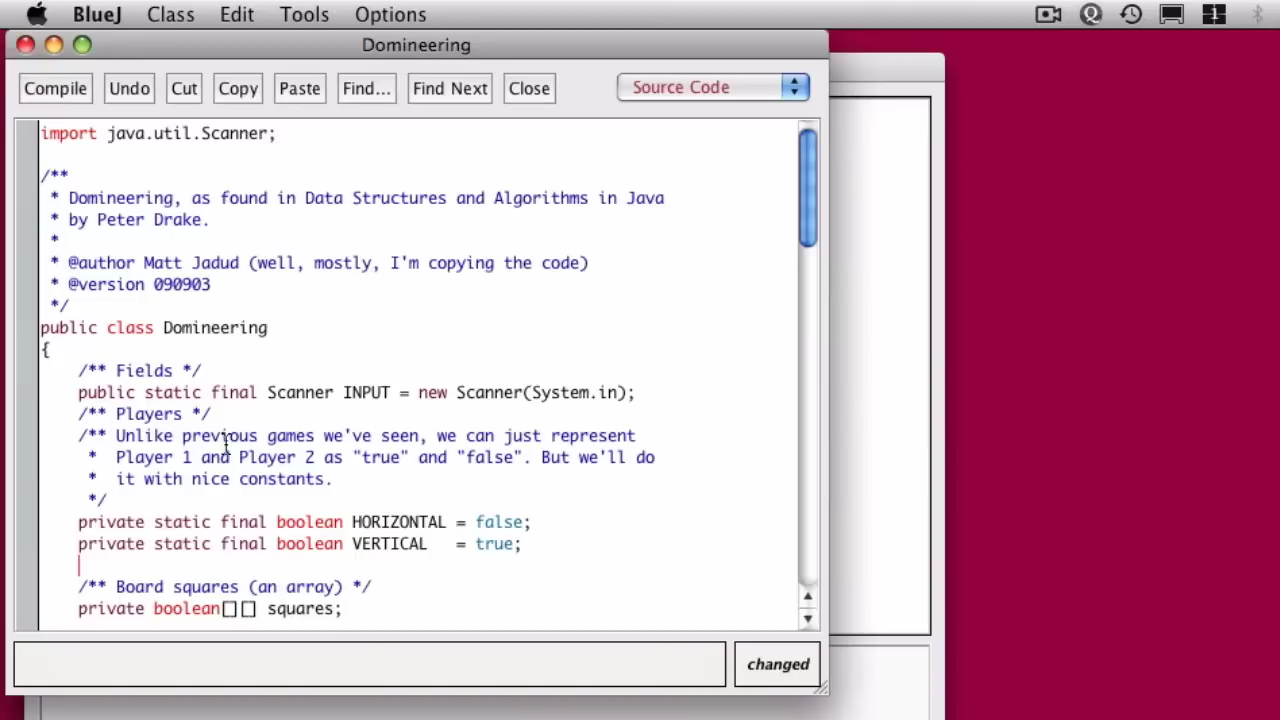 BlueJ Class Edit Tools Options
Domineering
Compile Undo Cut Copy Paste Find... Find Next Close Source Code
import java.util.Scanner;
/**
* Domineering, as found in Data Structures and Algorithms in Java
* by Peter Drake.
*
* @author Matt Jadud (well, mostly, I'm copying the code)
* @version 090903
*/
public class Domineering
{
/** Fields */
public static final Scanner INPUT = new Scanner(System.in);
/** Players */
/** Unlike previous games we've seen, we can just represent
* Player 1 and Player 2 as "true" and "false". But we'll do
* it with nice constants.
*/
private static final boolean HORIZONTAL = false;
private static final boolean VERTICAL   = true;
/** Board squares (an array) */
private boolean[][] squares;
changed